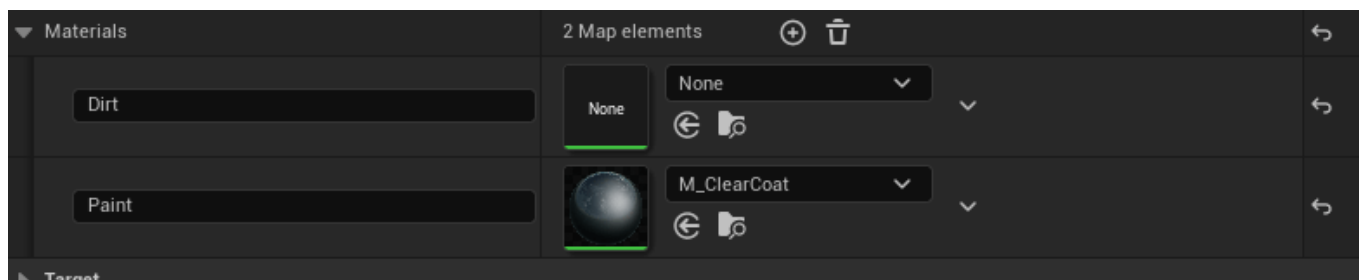 Materials 2 Map elements
Dirt None None
Paint M_ClearCoat
Target